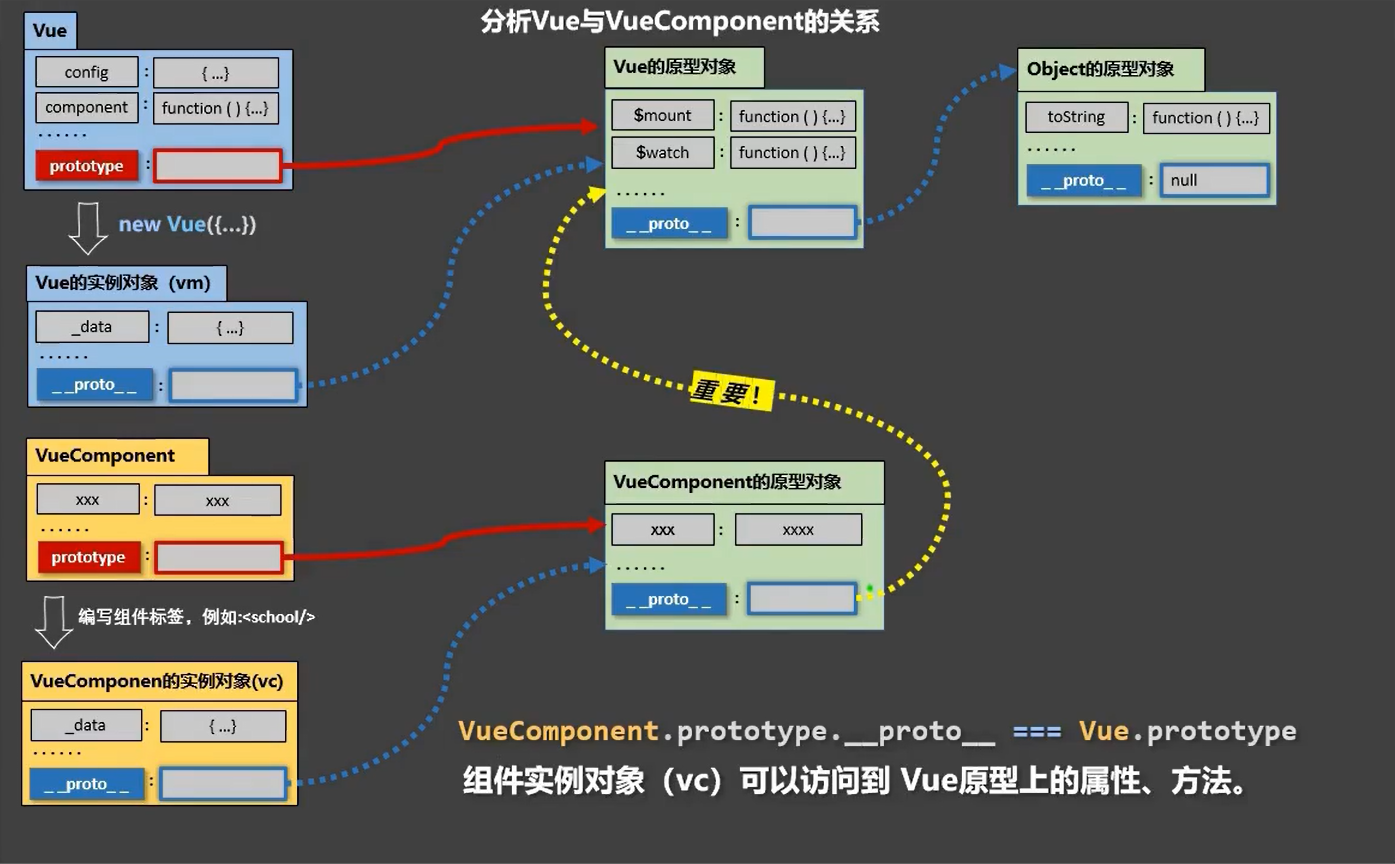 分析Vue与VueComponent的关系
Vue
config : { ...}
component : function ( ) {...}
......
prototype :
new Vue({...})
Vue的实例对象（vm)
_data : { ...}
......
_ _proto_ _ :
VueComponent
xxx : xxx
......
prototype :
编写组件标签，例如:<school/>
VueComponen的实例对象(vc)
_data : { ...}
......
_ _proto_ _ :
Vue的原型对象
$mount : function ( ) {...}
$watch : function ( ) {...}
......
_ _proto_ _ :
Object的原型对象
toString : function ( ) {...}
......
_ _proto_ _ : null
重 要！
VueComponent的原型对象
xxx : xxxx
......
_ _proto_ _ :
VueComponent.prototype.__proto__ === Vue.prototype
组件实例对象（vc）可以访问到 Vue原型上的属性、方法。